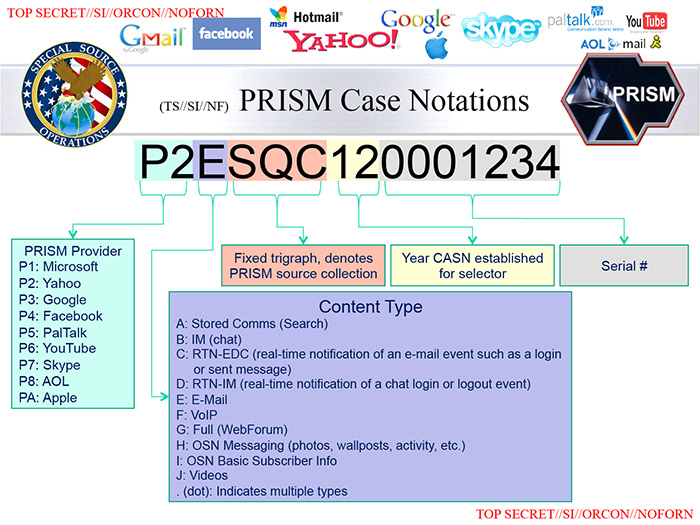 TOP SECRET//SI//ORCON//NOFORN
Gmail
by Google
facebook
msn
Hotmail
YAHOO!
Google
skype
paltalk.com
YouTube
AOL mail
SPECIAL SOURCE OPERATIONS
(TS//SI//NF) PRISM Case Notations
PRISM
P2ESQC120001234
PRISM Provider
P1: Microsoft
P2: Yahoo
P3: Google
P4: Facebook
P5: PalTalk
P6: YouTube
P7: Skype
P8: AOL
PA: Apple
Fixed trigraph, denotes
PRISM source collection
Year CASN established
for selector
Serial #
Content Type
A: Stored Comms (Search)
B: IM (chat)
C: RTN-EDC (real-time notification of an e-mail event such as a login
or sent message)
D: RTN-IM (real-time notification of a chat login or logout event)
E: E-Mail
F: VoIP
G: Full (WebForum)
H: OSN Messaging (photos, wallposts, activity, etc.)
I: OSN Basic Subscriber Info
J: Videos
. (dot): Indicates multiple types
TOP SECRET//SI//ORCON//NOFORN